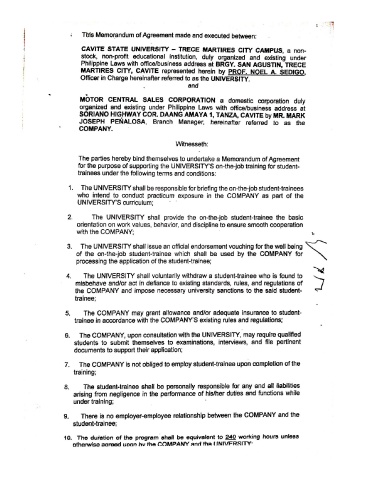 This Memorandum of Agreement made and executed between:
CAVITE STATE UNIVERSITY – TRECE MARTIRES CITY CAMPUS, a non-
stock, non-profit educational institution, duly organized and existing under
Philippine Laws with office/business address at BRGY. SAN AGUSTIN, TRECE
MARTIRES CITY, CAVITE represented herein by PROF. NOEL A. SEDIGO,
Officer in Charge hereinafter referred to as the UNIVERSITY.
and
MOTOR CENTRAL SALES CORPORATION a domestic corporation duly
organized and existing under Philippine Laws with office/business address at
SORIANO HIGHWAY COR. DAANG AMAYA 1, TANZA, CAVITE by MR. MARK
JOSEPH PEÑALOSA, Branch Manager, hereinafter referred to as the
COMPANY.
Witnesseth:
The parties hereby bind themselves to undertake a Memorandum of Agreement
for the purpose of supporting the UNIVERSITY'S on-the-job training for student-
trainees under the following terms and conditions:
1. The UNIVERSITY shall be responsible for briefing the on-the-job student-trainees
who intend to conduct practicum exposure in the COMPANY as part of the
UNIVERSITY'S curriculum;
2. The UNIVERSITY shall provide the on-the-job student-trainee the basic
orientation on work values, behavior, and discipline to ensure smooth cooperation
with the COMPANY;
3. The UNIVERSITY shall issue an official endorsement vouching for the well being
of the on-the-job student-trainee which shall be used by the COMPANY for
processing the application of the student-trainee;
4. The UNIVERSITY shall voluntarily withdraw a student-trainee who is found to
misbehave and/or act in defiance to existing standards, rules, and regulations of
the COMPANY and impose necessary university sanctions to the said student-
trainee;
5. The COMPANY may grant allowance and/or adequate insurance to student-
trainee in accordance with the COMPANY'S existing rules and regulations;
6. The COMPANY, upon consultation with the UNIVERSITY, may require qualified
students to submit themselves to examinations, interviews, and file pertinent
documents to support their application;
7. The COMPANY is not obliged to employ student-trainee upon completion of the
training;
8. The student-trainee shall be personally responsible for any and all liabilities
arising from negligence in the performance of his/her duties and functions while
under training;
9. There is no employer-employee relationship between the COMPANY and the
student-trainee;
10. The duration of the program shall be equivalent to 240 working hours unless
otherwise agreed upon by the COMPANY and the UNIVERSITY;